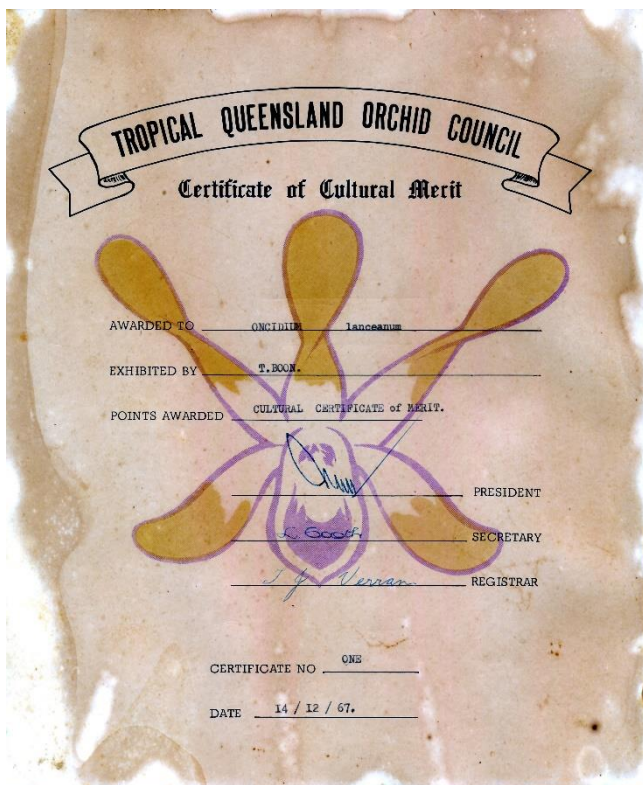 TROPICAL QUEENSLAND ORCHID COUNCIL
Certificate of Cultural Merit
AWARDED TO ONCIDIUM lanceanum
EXHIBITED BY T.BOON.
POINTS AWARDED CULTURAL CERTIFICATE of MERIT.
PRESIDENT
SECRETARY
T J Verran REGISTRAR
CERTIFICATE NO ONE
DATE 14 / 12 / 67.